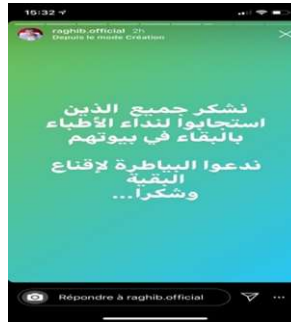 15:32
raghib.official 2h
Depuis le mode Création
نشكر جميع الذين
استجابوا لنداء الأطباء
بالبقاء في بيوتهم
ندعوا البياطرة لإقناع
البقية
وشكرا...
Répondre à raghib.official